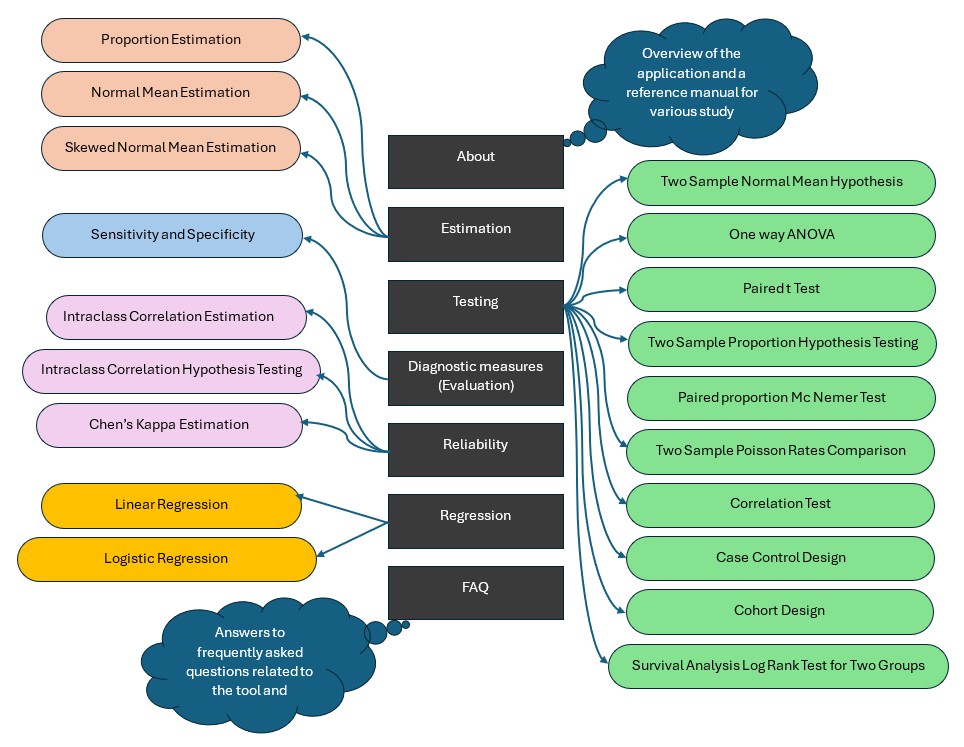 Proportion Estimation
Normal Mean Estimation
Skewed Normal Mean Estimation
Sensitivity and Specificity
Intraclass Correlation Estimation
Intraclass Correlation Hypothesis Testing
Chen's Kappa Estimation
Linear Regression
Logistic Regression
Answers to
frequently asked
questions related to
the tool and
About
Estimation
Testing
Diagnostic measures
(Evaluation)
Reliability
Regression
FAQ
Overview of the
application and a
reference manual for
various study
Two Sample Normal Mean Hypothesis
One way ANOVA
Paired t Test
Two Sample Proportion Hypothesis Testing
Paired proportion Mc Nemer Test
Two Sample Poisson Rates Comparison
Correlation Test
Case Control Design
Cohort Design
Survival Analysis Log Rank Test for Two Groups